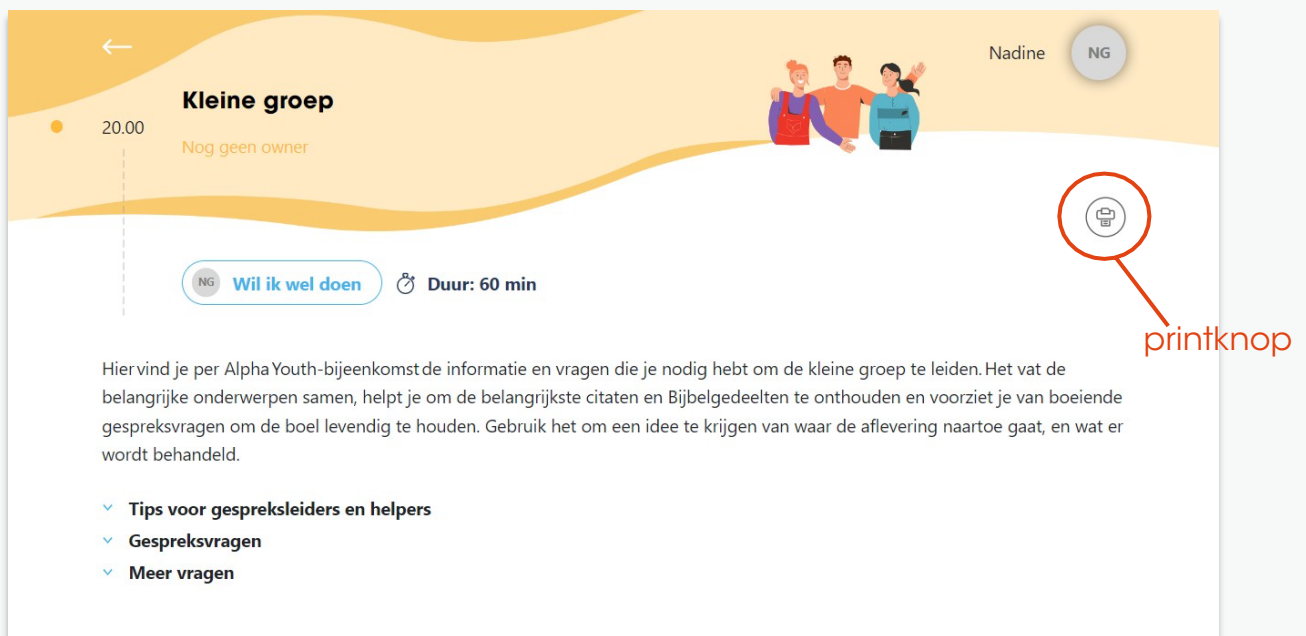 Nadine
NG
Kleine groep
20.00
Nog geen owner
NG Wil ik wel doen Duur: 60 min
printknop
Hier vind je per Alpha Youth-bijeenkomst de informatie en vragen die je nodig hebt om de kleine groep te leiden. Het vat de
belangrijke onderwerpen samen, helpt je om de belangrijkste citaten en Bijbelgedeelten te onthouden en voorziet je van boeiende
gespreksvragen om de boel levendig te houden. Gebruik het om een idee te krijgen van waar de aflevering naartoe gaat, en wat er
wordt behandeld.
Tips voor gespreksleiders en helpers
Gespreksvragen
Meer vragen